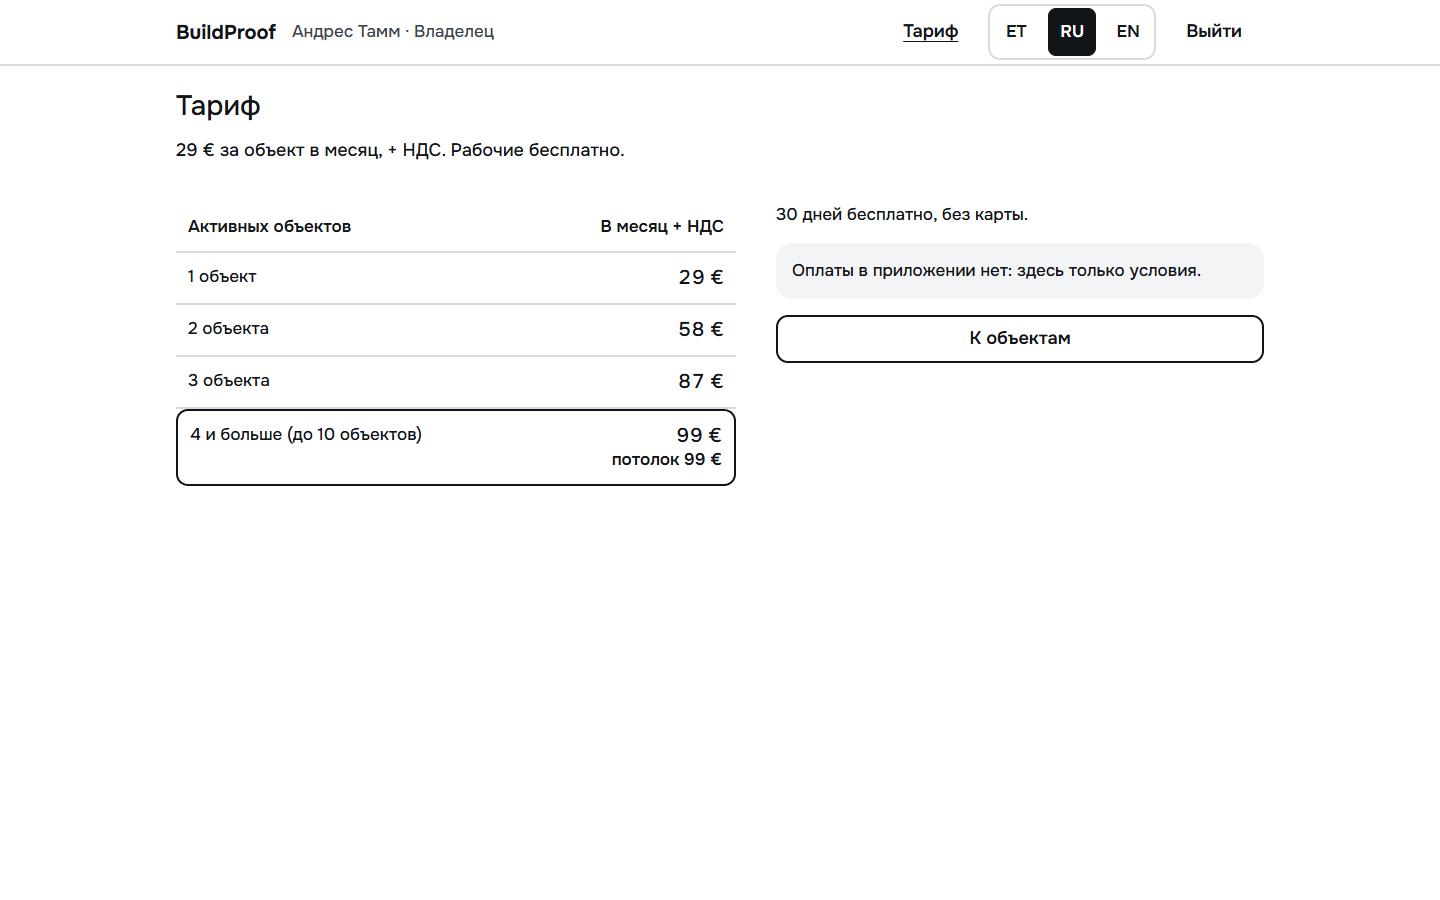 BuildProof Андрес Тамм · Владелец Тариф ET RU EN Выйти
Тариф
29 € за объект в месяц, + НДС. Рабочие бесплатно.
Активных объектов В месяц + НДС
1 объект 29 €
2 объекта 58 €
3 объекта 87 €
4 и больше (до 10 объектов) 99 €
потолок 99 €
30 дней бесплатно, без карты.
Оплаты в приложении нет: здесь только условия.
К объектам